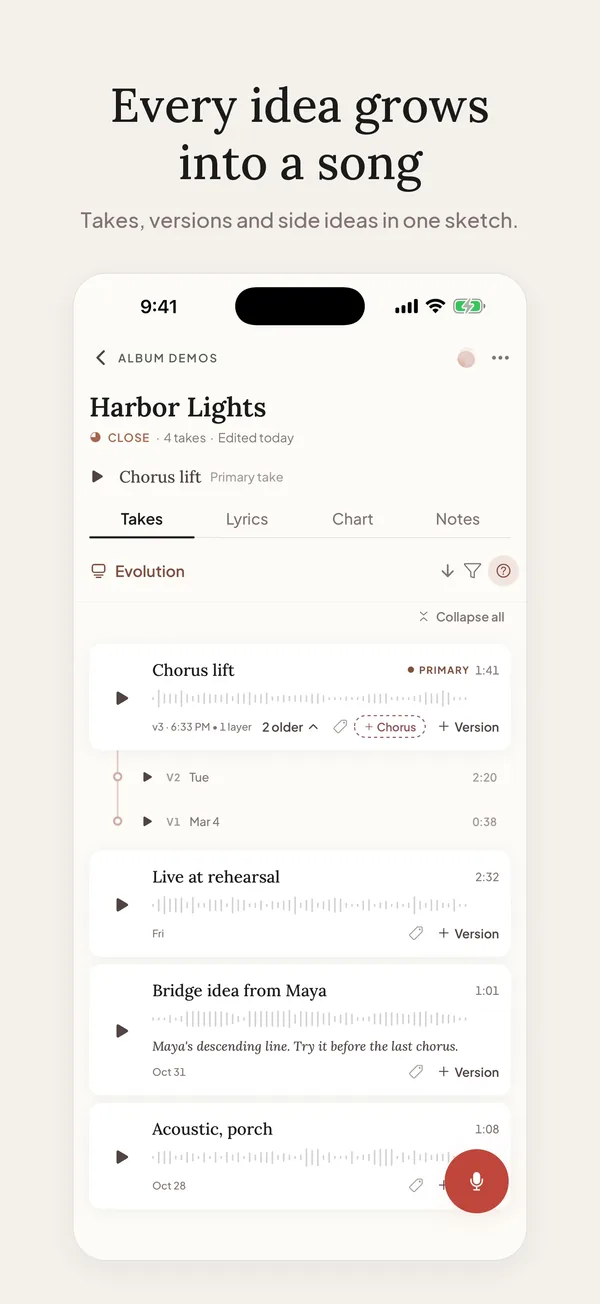 Every idea grows
into a song
Takes, versions and side ideas in one sketch.
9:41
ALBUM DEMOS
Harbor Lights
CLOSE · 4 takes · Edited today
Chorus lift Primary take
Takes Lyrics Chart Notes
Evolution
Collapse all
Chorus lift PRIMARY 1:41
v3 · 6:33 PM • 1 layer 2 older + Chorus + Version
V2 Tue 2:20
V1 Mar 4 0:38
Live at rehearsal 2:32
Fri + Version
Bridge idea from Maya 1:01
Maya's descending line. Try it before the last chorus.
Oct 31 + Version
Acoustic, porch 1:08
Oct 28 +